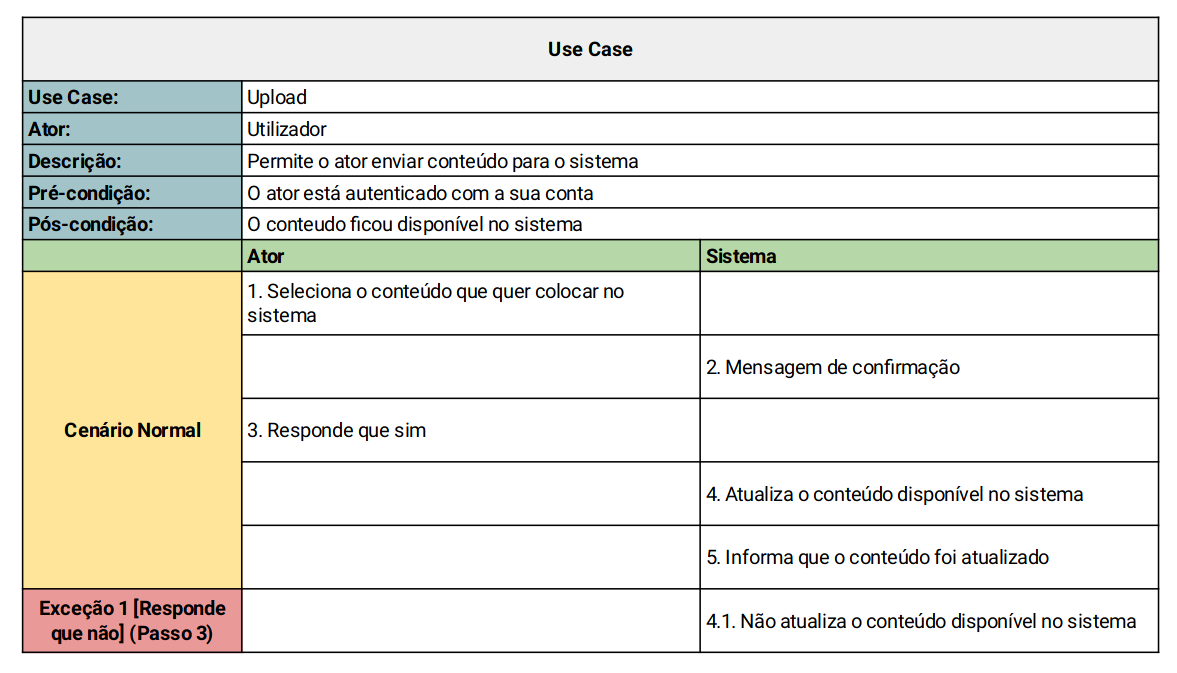 Use Case
Use Case: Upload
Ator: Utilizador
Descrição: Permite o ator enviar conteúdo para o sistema
Pré-condição: O ator está autenticado com a sua conta
Pós-condição: O conteudo ficou disponível no sistema
Ator Sistema
1. Seleciona o conteúdo que quer colocar no
sistema
2. Mensagem de confirmação
Cenário Normal 3. Responde que sim
4. Atualiza o conteúdo disponível no sistema
5. Informa que o conteúdo foi atualizado
Exceção 1 [Responde
que não] (Passo 3)
4.1. Não atualiza o conteúdo disponível no sistema